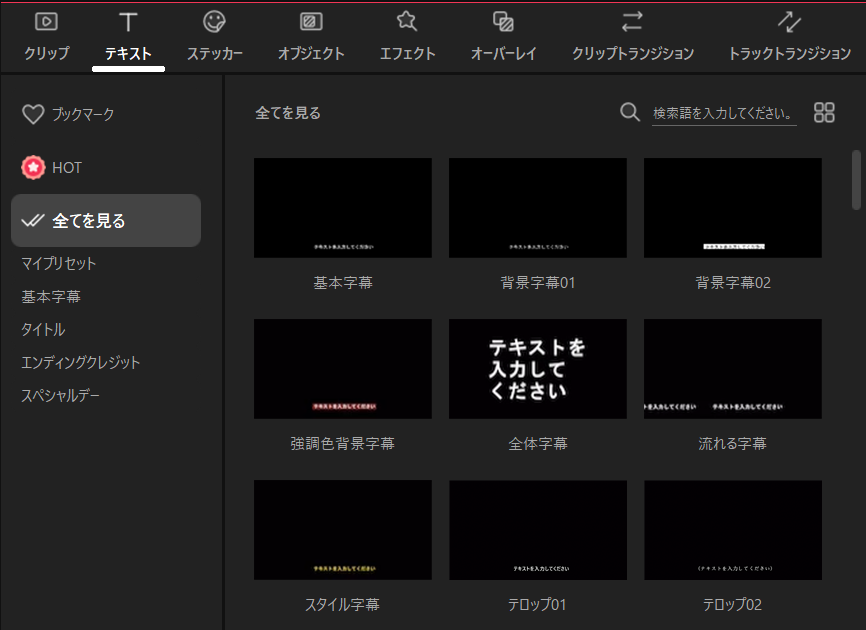 クリップ
テキスト
ステッカー
オブジェクト
エフェクト
オーバーレイ
クリップトランジション
トラックトランジション
ブックマーク
HOT
全てを見る
マイプリセット
基本字幕
タイトル
エンディングクレジット
スペシャルデー
全てを見る
検索語を入力してください。
テキストを入力してください
テキストを入力してください
テキストを入力してください
基本字幕
背景字幕01
背景字幕02
テキストを入力してください
テキストを
入力して
ください
トを入力してください
テキストを入力してください
強調色背景字幕
全体字幕
流れる字幕
テキストを入力してください
テキストを入力してください
(テキストを入力してください)
スタイル字幕
テロップ01
テロップ02